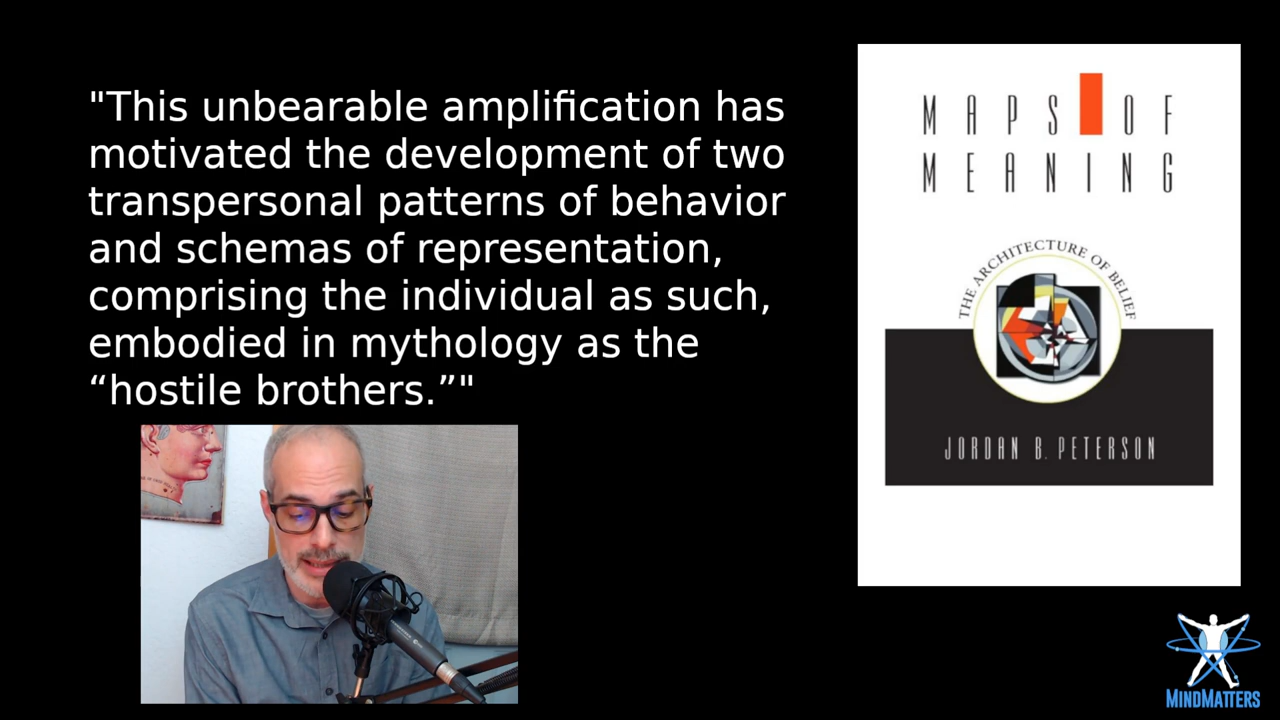 "This unbearable amplification has
motivated the development of two
transpersonal patterns of behavior
and schemas of representation,
comprising the individual as such,
embodied in mythology as the
“hostile brothers.”"
MAPS OF
MEANING
THE ARCHITECTURE OF BELIEF
JORDAN B. PETERSON
MINDMATTERS